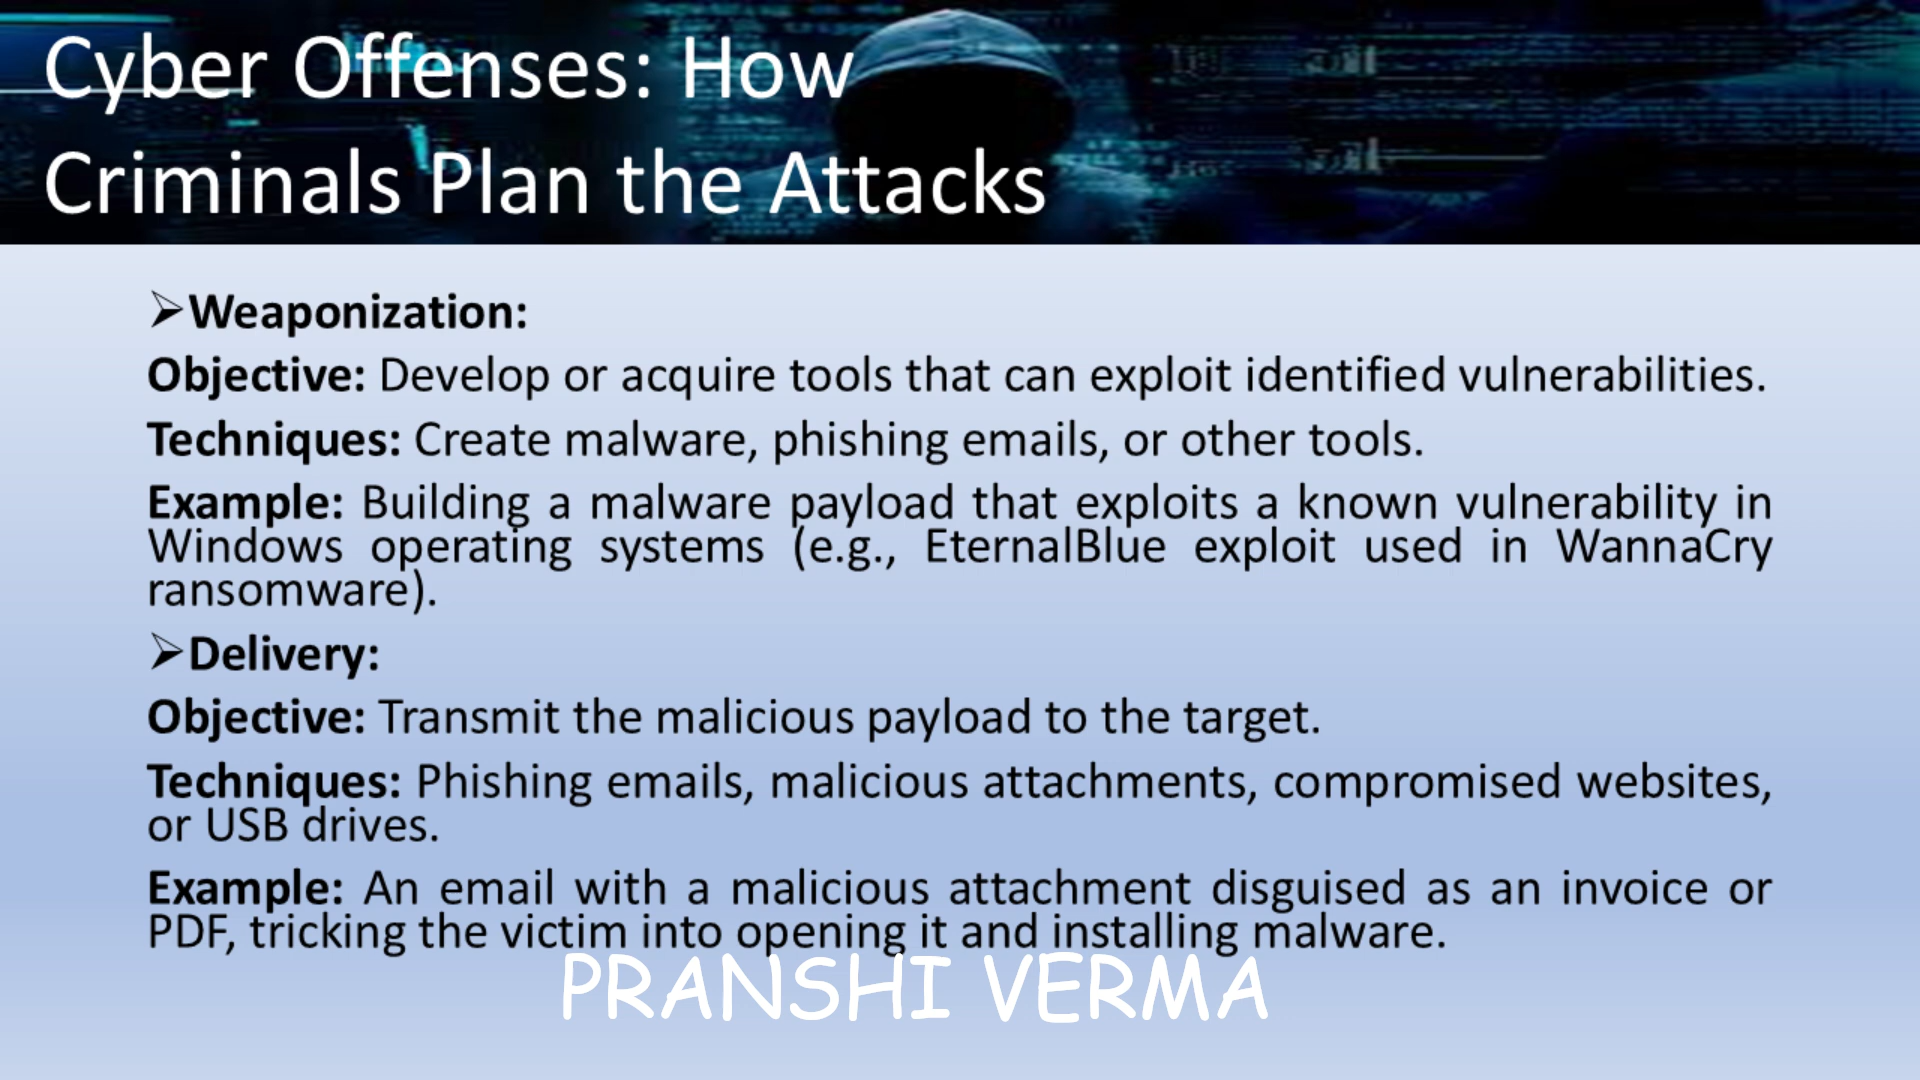 Cyber Offenses: How
Criminals Plan the Attacks
➢Weaponization:
Objective: Develop or acquire tools that can exploit identified vulnerabilities.
Techniques: Create malware, phishing emails, or other tools.
Example: Building a malware payload that exploits a known vulnerability in
Windows operating systems (e.g., EternalBlue exploit used in WannaCry
ransomware).
➢Delivery:
Objective: Transmit the malicious payload to the target.
Techniques: Phishing emails, malicious attachments, compromised websites,
or USB drives.
Example: An email with a malicious attachment disguised as an invoice or
PDF, tricking the victim into opening it and installing malware.
PRANSHI VERMA